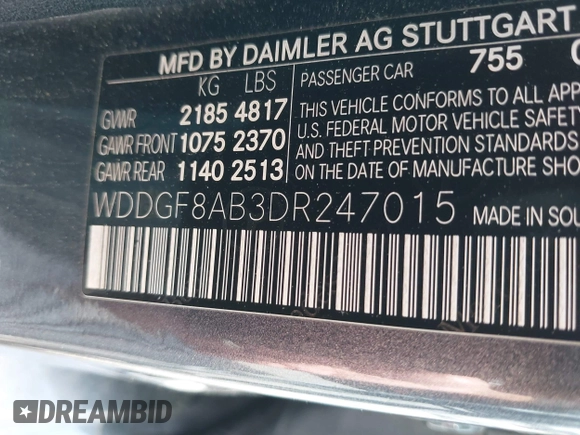 MFD BY DAIMLER AG STUTTGART
KG LBS
PASSENGER CAR 755
GVWR 2185 4817
GAWR FRONT 1075 2370
GAWR REAR 1140 2513
THIS VEHICLE CONFORMS TO ALL APP
U.S. FEDERAL MOTOR VEHICLE SAFET
AND THEFT PREVENTION STANDARDS
ON THE DATE OF MANUFACTURE SHO
WDDGF8AB3DR247015 MADE IN SOU
DREAMBID